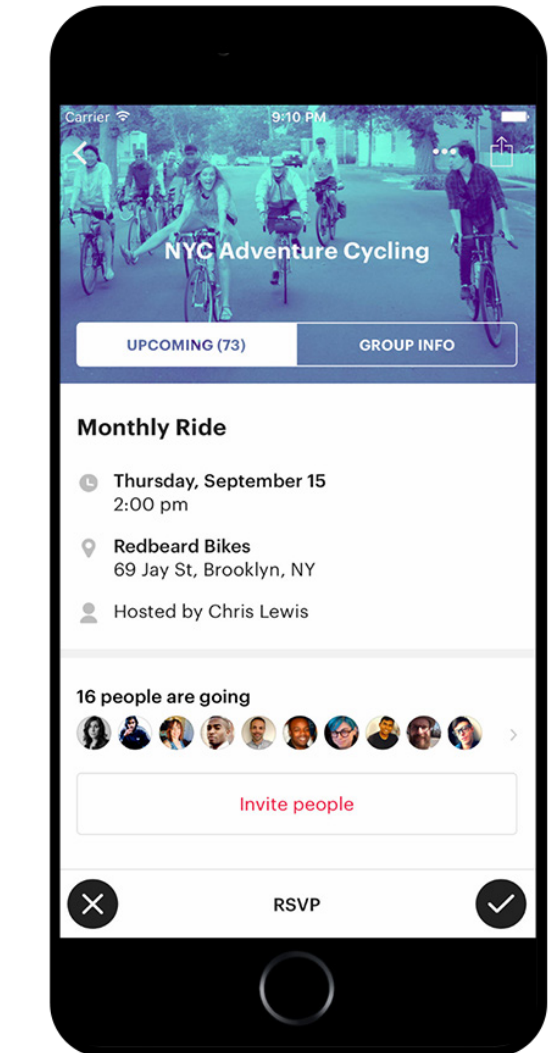 Carrier 9:10 PM
NYC Adventure Cycling
UPCOMING (73) GROUP INFO
Monthly Ride
Thursday, September 15
2:00 pm
Redbeard Bikes
69 Jay St, Brooklyn, NY
Hosted by Chris Lewis
16 people are going
Invite people
RSVP